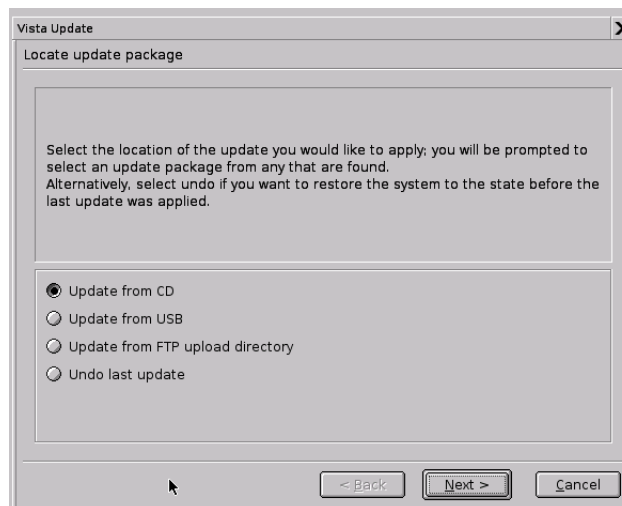 Vista Update
Locate update package
Select the location of the update you would like to apply; you will be prompted to
select an update package from any that are found.
Alternatively, select undo if you want to restore the system to the state before the
last update was applied.
Update from CD
Update from USB
Update from FTP upload directory
Undo last update
< Back
Next >
Cancel